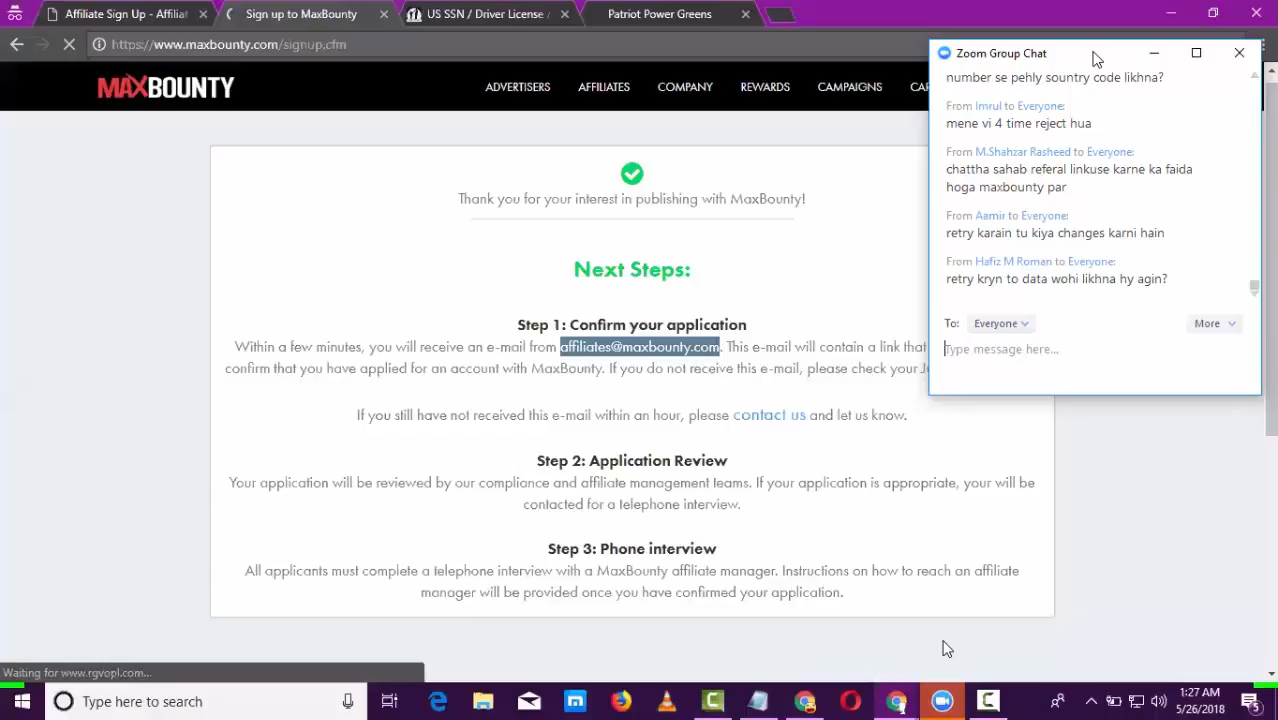 Affiliate Sign Up - Affiliat
Sign up to MaxBounty
US SSN / Driver License /
Patriot Power Greens
https://www.maxbounty.com/signup.cfm
MAXBOUNTY
ADVERTISERS
AFFILIATES
COMPANY
REWARDS
CAMPAIGNS
Thank you for your interest in publishing with MaxBounty!
Next Steps:
Step 1: Confirm your application
Within a few minutes, you will receive an e-mail from affiliates@maxbounty.com. This e-mail will contain a link that
confirm that you have applied for an account with MaxBounty. If you do not receive this e-mail, please check your
If you still have not received this e-mail within an hour, please contact us and let us know.
Step 2: Application Review
Your application will be reviewed by our compliance and affiliate management teams. If your application is appropriate, your will be
contacted for a telephone interview.
Step 3: Phone interview
All applicants must complete a telephone interview with a MaxBounty affiliate manager. Instructions on how to reach an affiliate
manager will be provided once you have confirmed your application.
Zoom Group Chat
number se pehly sountry code likhna?
From Imrul to Everyone:
mene vi 4 time reject hua
From M.Shahzar Rasheed to Everyone:
chattha sahab referal linkuse karne ka faida
hoga maxbounty par
From Aamir to Everyone:
retry karain tu kiya changes karni hain
From Hafiz M Roman to Everyone:
retry kryn to data wohi likhna hy agin?
To: Everyone More
Type message here...
Waiting for www.rgvopl.com...
Type here to search
1:27 AM
5/26/2018
5